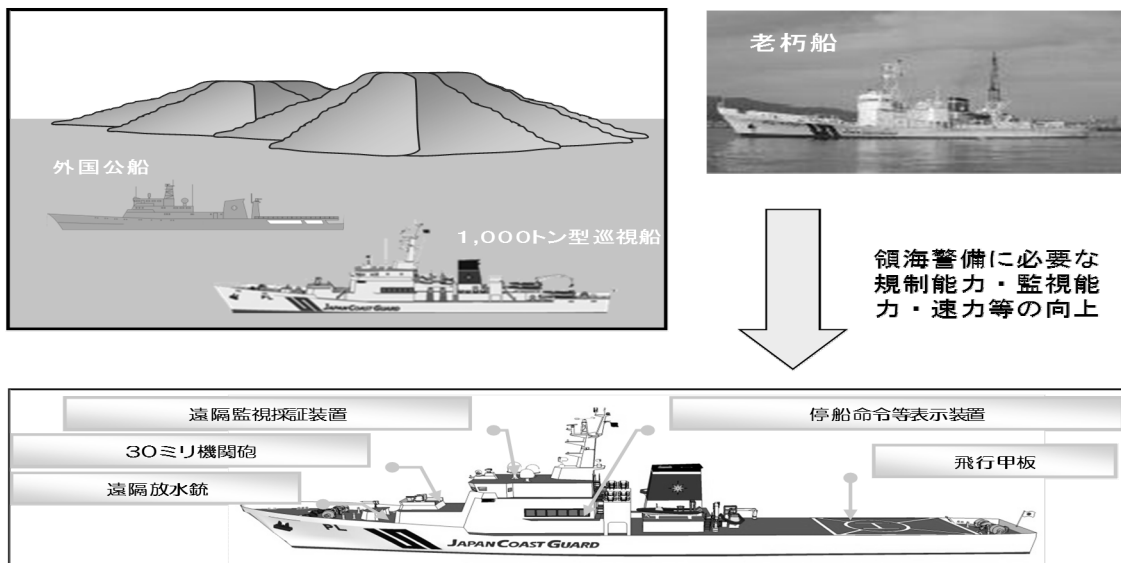 老朽船
外国公船
1,000トン型巡視船
JAPAN COAST GUARD
領海警備に必要な
規制能力・監視能
力・速力等の向上
遠隔監視採証装置
停船命令等表示装置
30ミリ機関砲
飛行甲板
遠隔放水銃
PL
JAPAN COAST GUARD